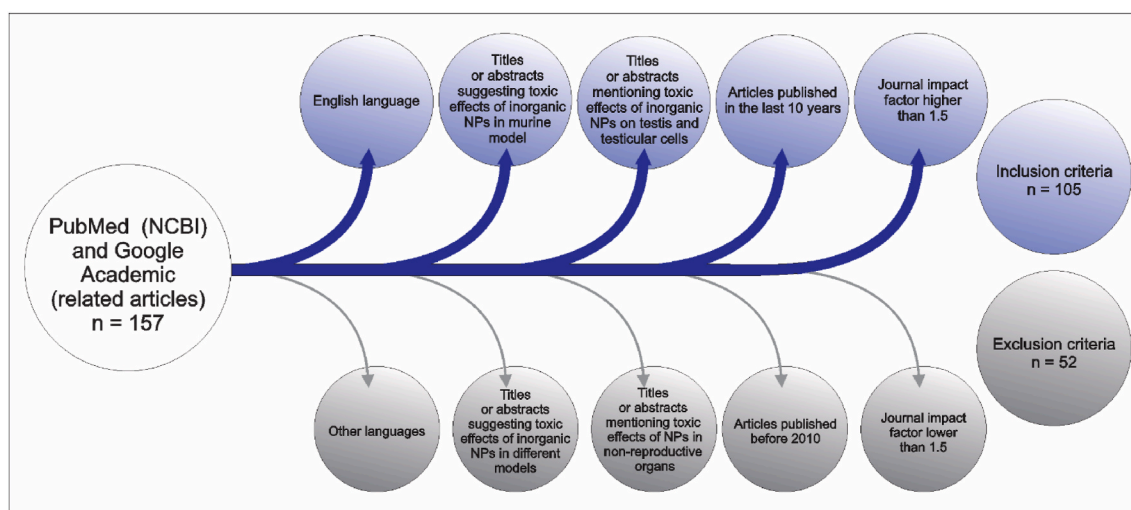 PubMed (NCBI)
and Google
Academic
(related articles)
n = 157
English language
Titles
or abstracts
suggesting toxic
effects of inorganic
NPs in murine
model
Titles
or abstracts
mentioning toxic
effects of inorganic
NPs on testis and
testicular cells
Articles published
in the last 10 years
Journal impact
factor higher
than 1.5
Inclusion criteria
n = 105
Other languages
Titles
or abstracts
suggesting toxic
effects of inorganic
NPs in different
models
Titles
or abstracts
mentioning toxic
effects of NPs in
non-reproductive
organs
Articles published
before 2010
Journal impact
factor lower
than 1.5
Exclusion criteria
n = 52